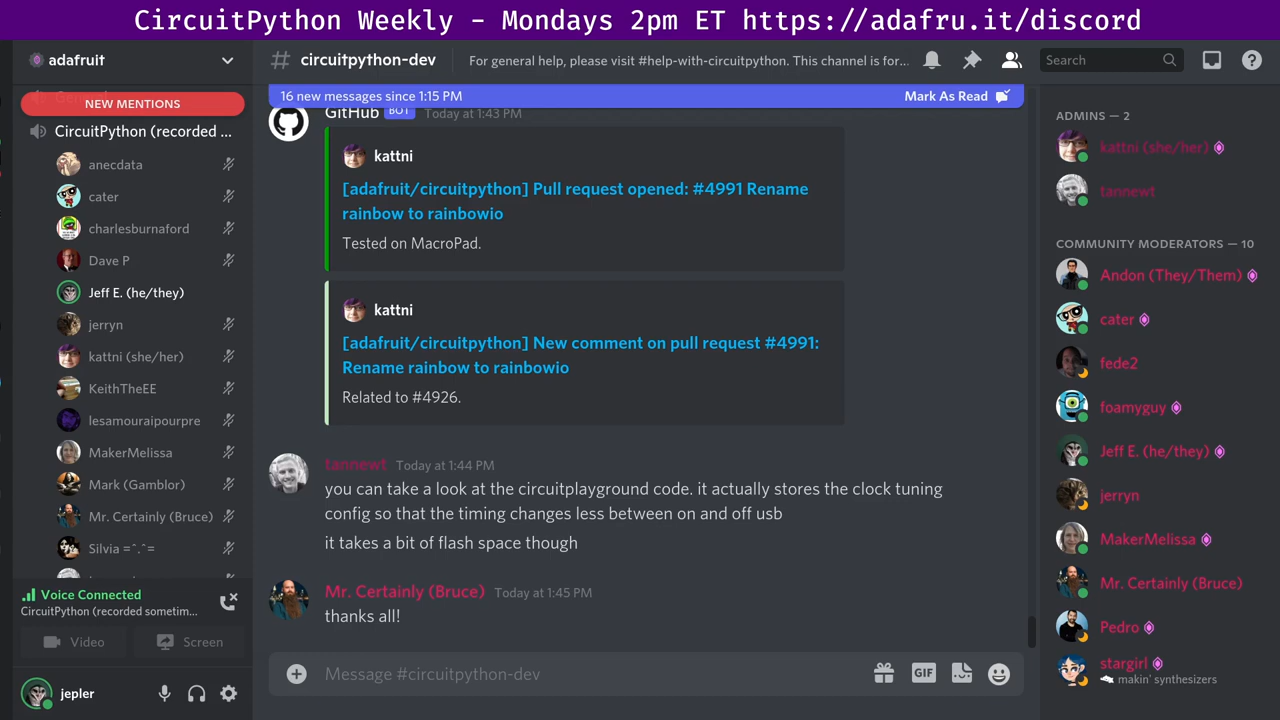 CircuitPython Weekly - Mondays 2pm ET https://adafru.it/discord
adafruit
General
NEW MENTIONS
CircuitPython (recorded ...
anecdata
cater
charlesburnaford
Dave P
Jeff E. (he/they)
jerryn
kattni (she/her)
KeithTheEE
lesamouraipourpre
MakerMelissa
Mark (Gamblor)
Mr. Certainly (Bruce)
Silvia =^.^=
Voice Connected
CircuitPython (recorded sometim...
Video
Screen
jepler
# circuitpython-dev
For general help, please visit #help-with-circuitpython. This channel is for...
Search
16 new messages since 1:15 PM
Mark As Read
GitHub BOT Today at 1:43 PM
kattni
[adafruit/circuitpython] Pull request opened: #4991 Rename
rainbow to rainbowio
Tested on MacroPad.
kattni
[adafruit/circuitpython] New comment on pull request #4991:
Rename rainbow to rainbowio
Related to #4926.
tannewt Today at 1:44 PM
you can take a look at the circuitplayground code. it actually stores the clock tuning
config so that the timing changes less between on and off usb
it takes a bit of flash space though
Mr. Certainly (Bruce) Today at 1:45 PM
thanks all!
Message #circuitpython-dev
GIF
ADMINS — 2
kattni (she/her)
tannewt
COMMUNITY MODERATORS — 10
Andon (They/Them)
cater
fede2
foamyguy
Jeff E. (he/they)
jerryn
MakerMelissa
Mr. Certainly (Bruce)
Pedro
stargirl
makin' synthesizers